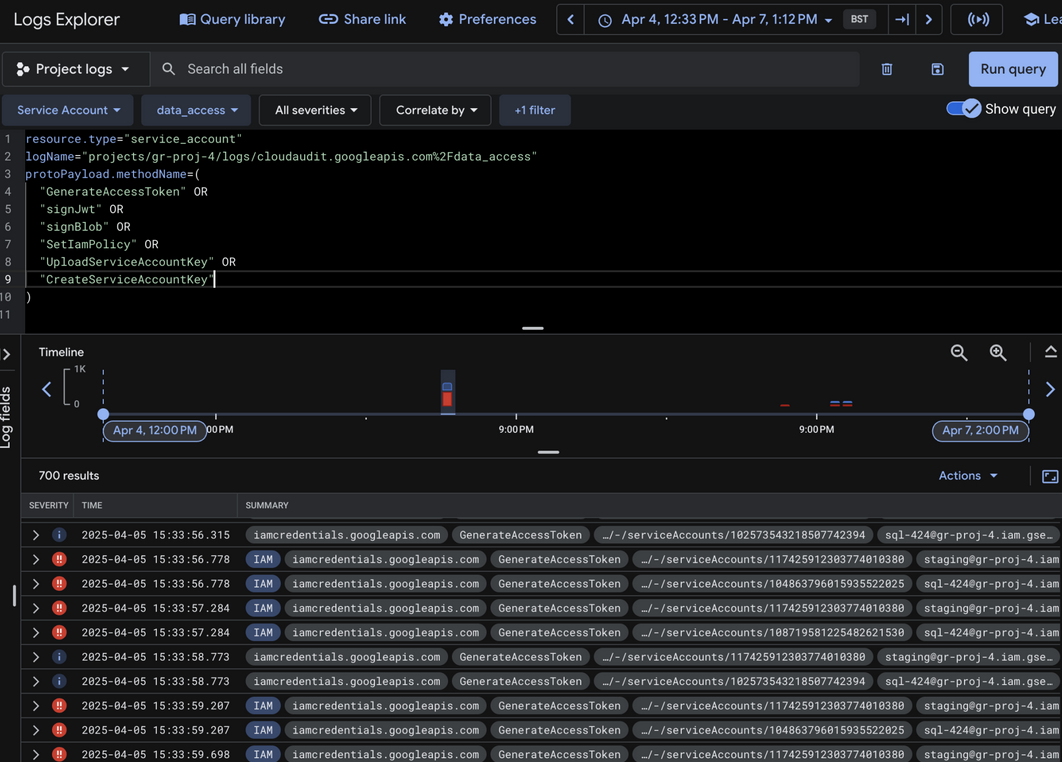 Logs Explorer Query library Share link Preferences Apr 4, 12:33 PM - Apr 7, 1:12 PM BST Lea
Project logs Search all fields Run query
Service Account data_access All severities Correlate by +1 filter Show query
1 resource.type="service_account"
2 logName="projects/gr-proj-4/logs/cloudaudit.googleapis.com%2Fdata_access"
3 protoPayload.methodName=(
4 "GenerateAccessToken" OR
5 "signJwt" OR
6 "signBlob" OR
7 "SetIamPolicy" OR
8 "UploadServiceAccountKey" OR
9 "CreateServiceAccountKey"
10 )
11
Timeline
1K
0
Apr 4, 12:00 PM 00 PM 9:00 PM 9:00 PM Apr 7, 2:00 PM
Log fields
700 results Actions
SEVERITY TIME SUMMARY
2025-04-05 15:33:56.315 iamcredentials.googleapis.com GenerateAccessToken …/-/serviceAccounts/102573543218507742394 sql-424@gr-proj-4.iam.gse…
2025-04-05 15:33:56.778 IAM iamcredentials.googleapis.com GenerateAccessToken …/-/serviceAccounts/117425912303774010380 staging@gr-proj-4.iam
2025-04-05 15:33:56.778 IAM iamcredentials.googleapis.com GenerateAccessToken …/-/serviceAccounts/104863796015935522025 sql-424@gr-proj-4.iam
2025-04-05 15:33:57.284 IAM iamcredentials.googleapis.com GenerateAccessToken …/-/serviceAccounts/117425912303774010380 staging@gr-proj-4.iam
2025-04-05 15:33:57.284 IAM iamcredentials.googleapis.com GenerateAccessToken …/-/serviceAccounts/108719581225482621530 sql-424@gr-proj-4.iam
2025-04-05 15:33:58.773 iamcredentials.googleapis.com GenerateAccessToken …/-/serviceAccounts/117425912303774010380 staging@gr-proj-4.iam.gse…
2025-04-05 15:33:58.773 iamcredentials.googleapis.com GenerateAccessToken …/-/serviceAccounts/102573543218507742394 sql-424@gr-proj-4.iam.gse…
2025-04-05 15:33:59.207 IAM iamcredentials.googleapis.com GenerateAccessToken …/-/serviceAccounts/117425912303774010380 staging@gr-proj-4.iam
2025-04-05 15:33:59.207 IAM iamcredentials.googleapis.com GenerateAccessToken …/-/serviceAccounts/104863796015935522025 sql-424@gr-proj-4.iam
2025-04-05 15:33:59.698 IAM iamcredentials.googleapis.com GenerateAccessToken …/-/serviceAccounts/117425912303774010380 staging@gr-proj-4.iam